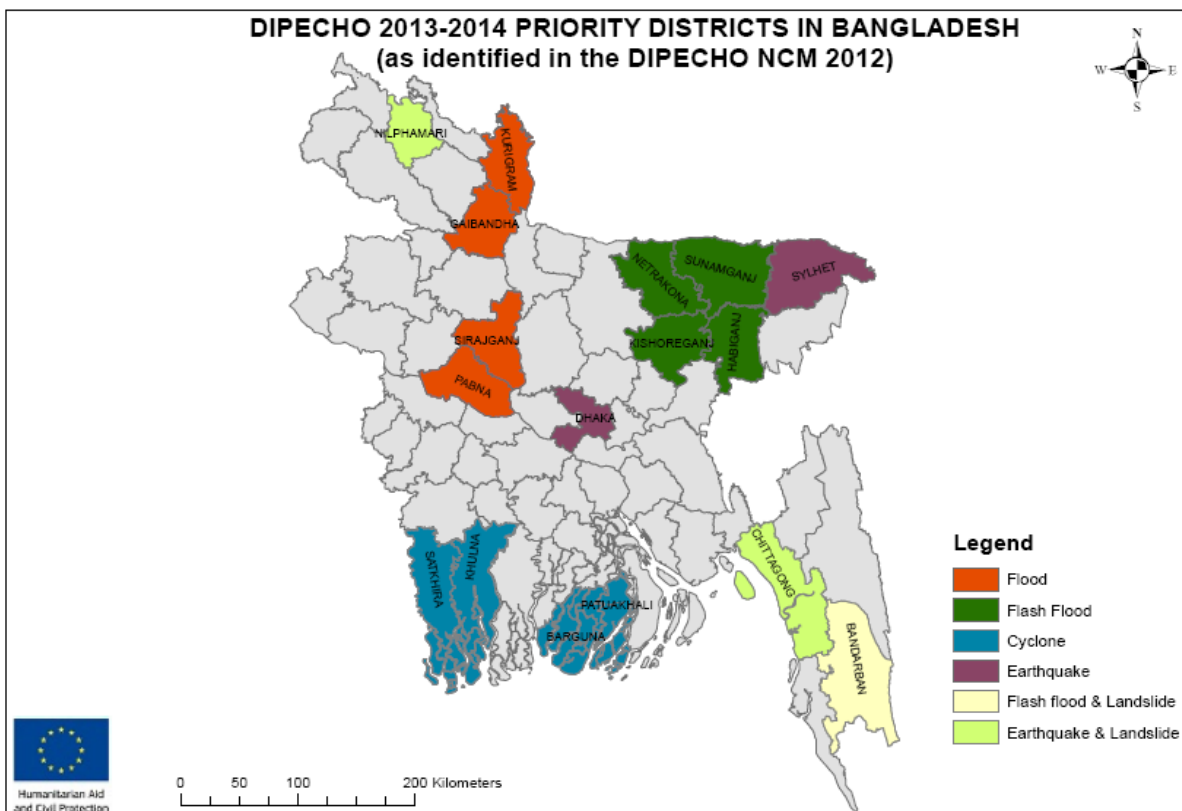 DIPECHO 2013-2014 PRIORITY DISTRICTS IN BANGLADESH
(as identified in the DIPECHO NCM 2012)
N
W E
S
NILPHAMARI
KURIGRAM
GAIBANDHA
NETRAKONA
SUNAMGANJ
SYLHET
SIRAJGANJ
KISHOREGANJ
HABIGANJ
PABNA
DHAKA
SATKHIRA
KHULNA
PATUAKHALI
BARGUNA
CHITTAGONG
BANDARBAN
Legend
Flood
Flash Flood
Cyclone
Earthquake
Flash flood & Landslide
Earthquake & Landslide
0 50 100 200 Kilometers
Humanitarian Aid
and Civil Protection